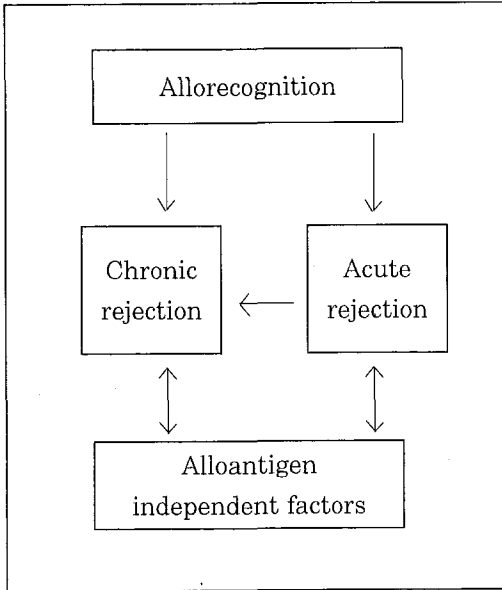 Allorecognition
Chronic
rejection
Acute
rejection
Alloantigen
independent factors